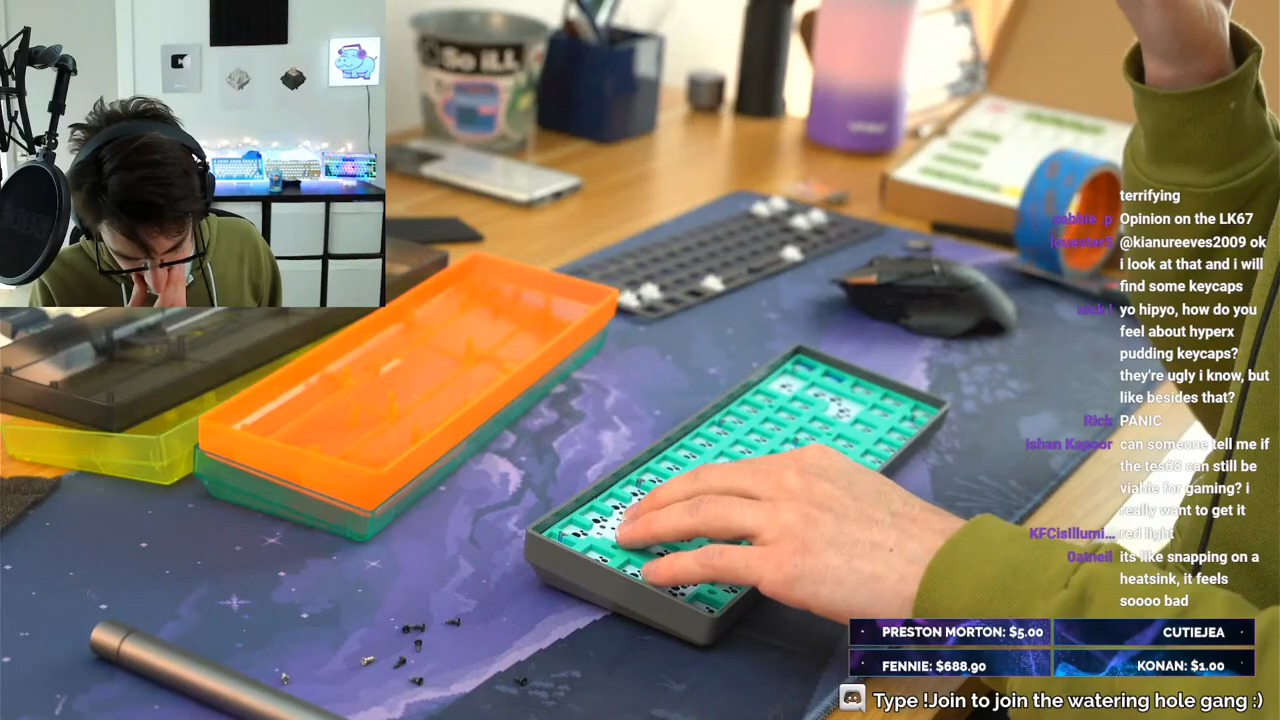 So iLL
terrifying
Opinion on the LK67
@kianureeves2009 ok
i look at that and i will
find some keycaps
yo hipyo, how do you
feel about hyperx
pudding keycaps?
they're ugly i know, but
like besides that?
Rick PANIC
Ishan Kapoor can someone tell me if
the tes68 can still be
viable for gaming? i
really want to get it
KFCisIllumi... red light
0atneil its like snapping on a
heatsink, it feels
soooo bad
PRESTON MORTON: $5.00
CUTIEJEA
FENNIE: $688.90
KONAN: $1.00
Type !Join to join the watering hole gang :)